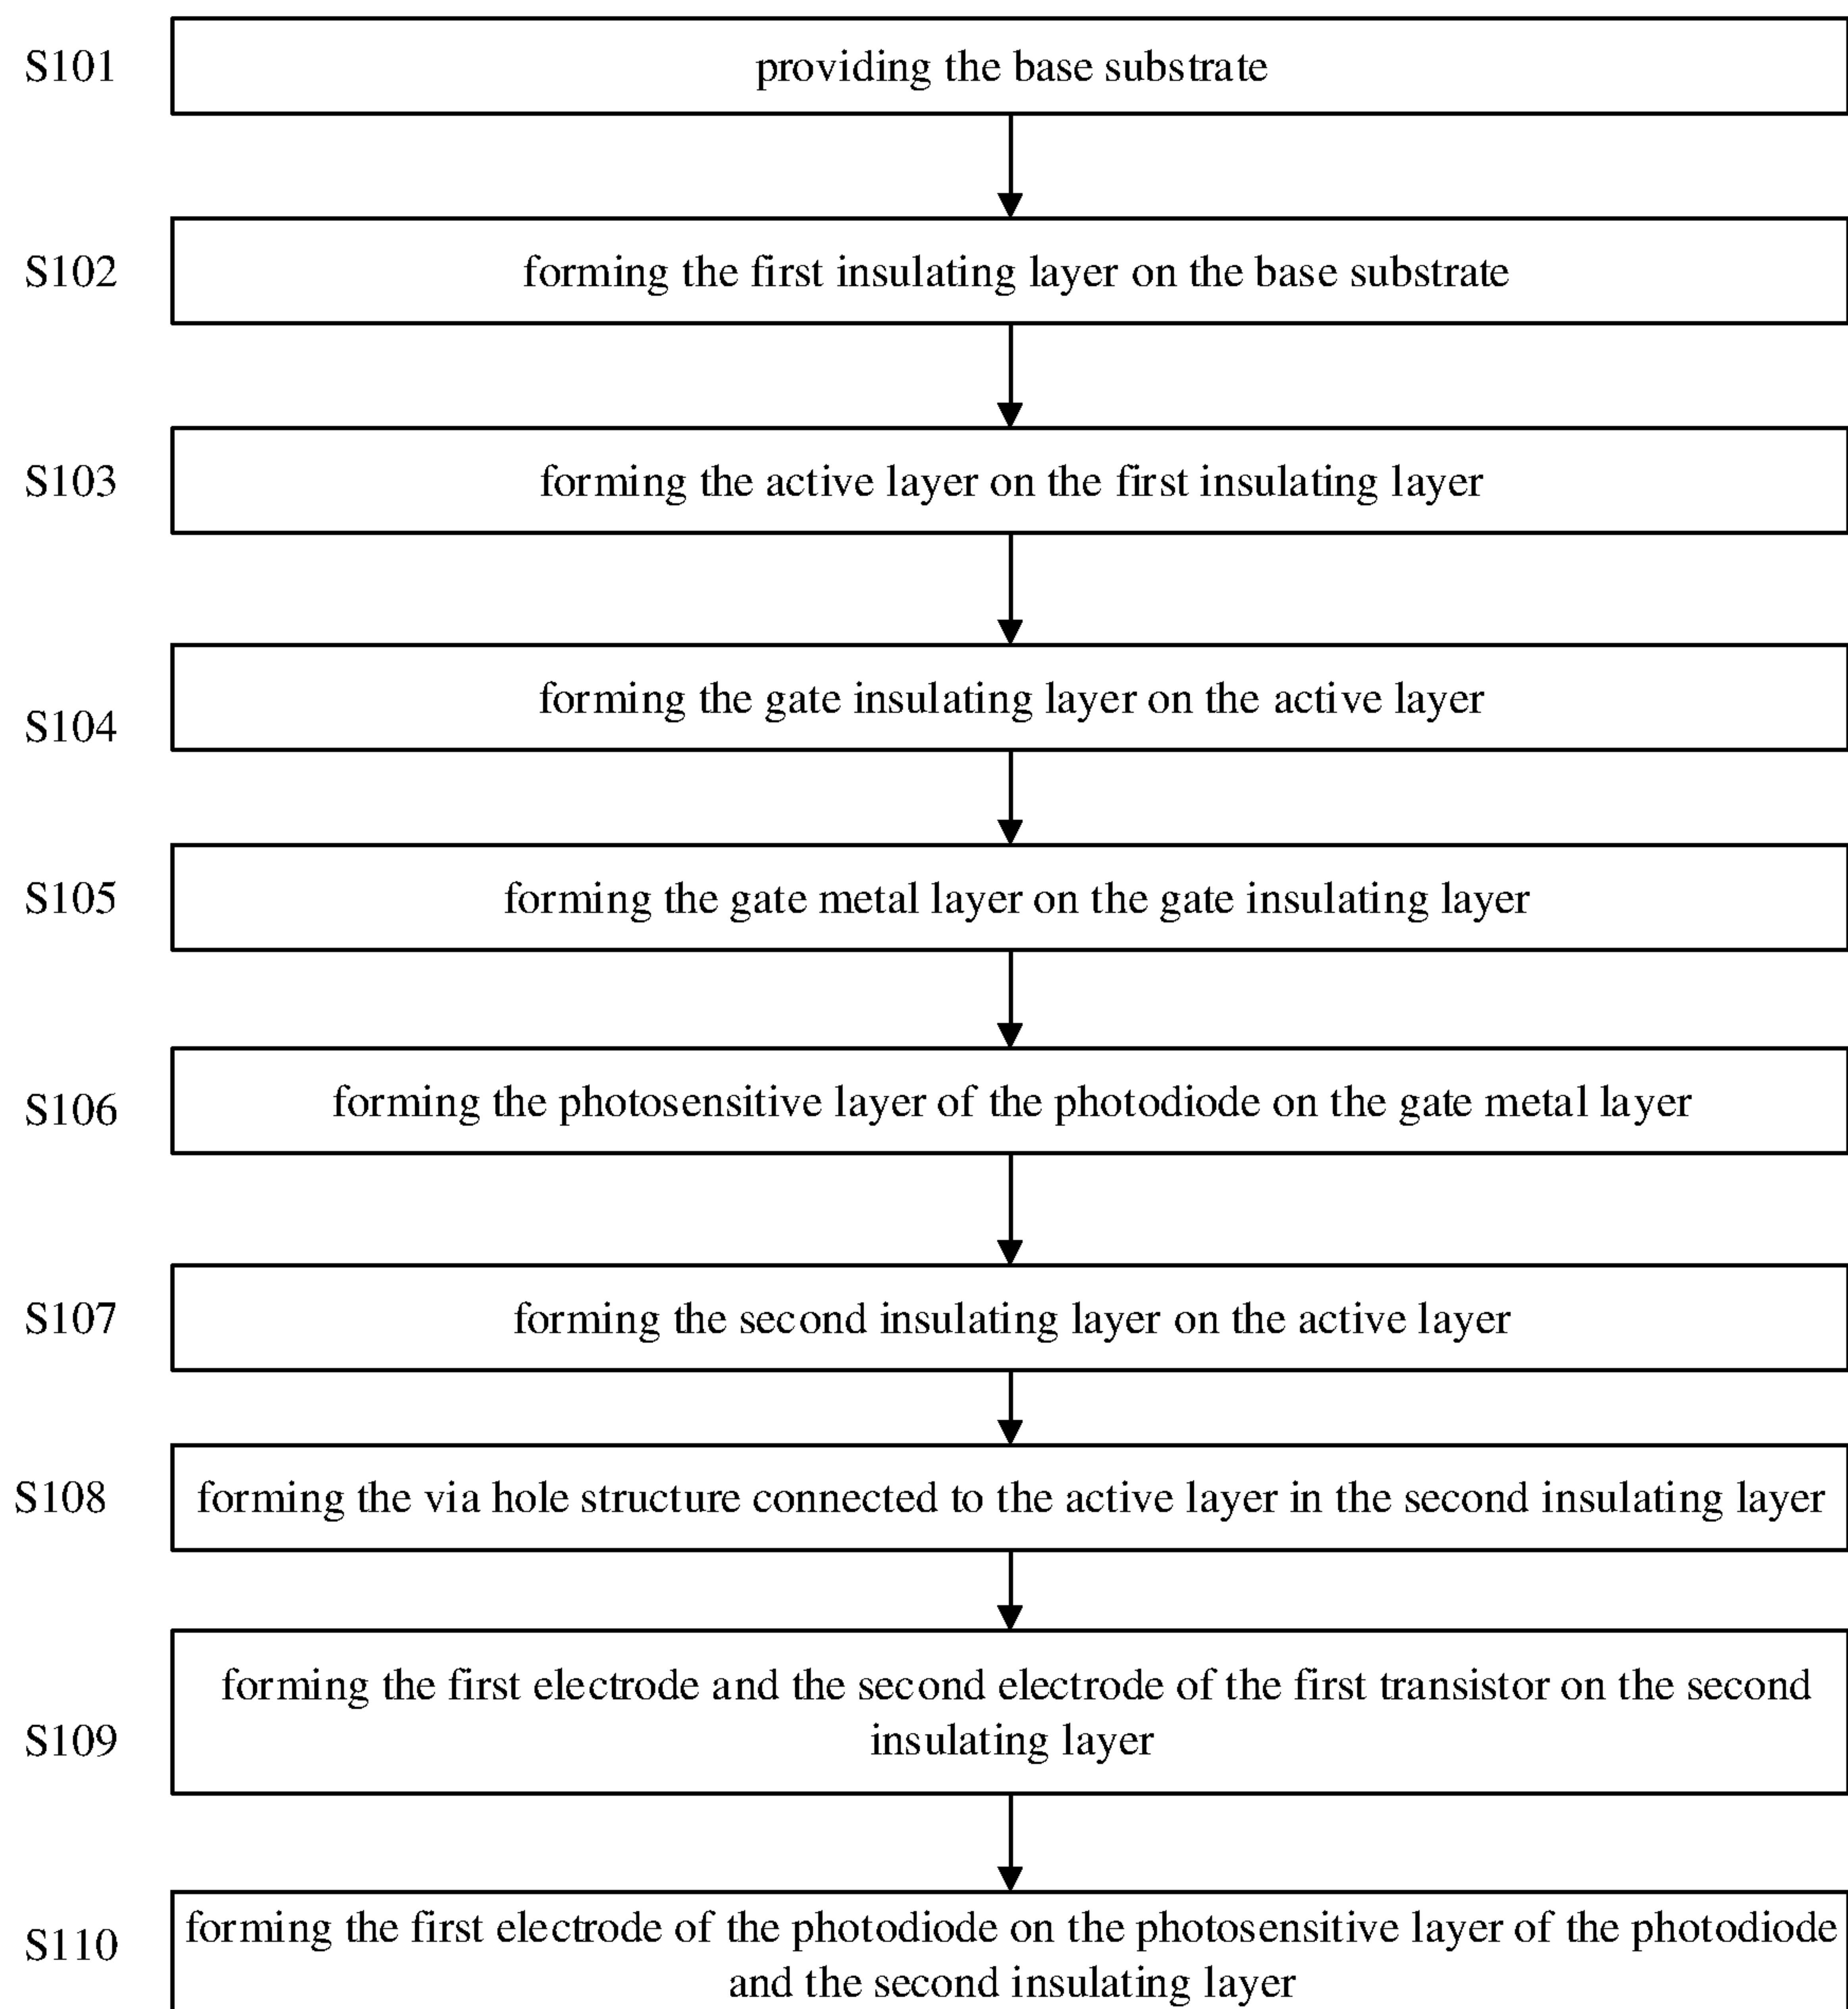 S101
providing the base substrate
S102
forming the first insulating layer on the base substrate
S103
forming the active layer on the first insulating layer
S104
forming the gate insulating layer on the active layer
S105
forming the gate metal layer on the gate insulating layer
S106
forming the photosensitive layer of the photodiode on the gate metal layer
S107
forming the second insulating layer on the active layer
S108
forming the via hole structure connected to the active layer in the second insulating layer
S109
forming the first electrode and the second electrode of the first transistor on the second
insulating layer
S110
forming the first electrode of the photodiode on the photosensitive layer of the photodiode
and the second insulating layer